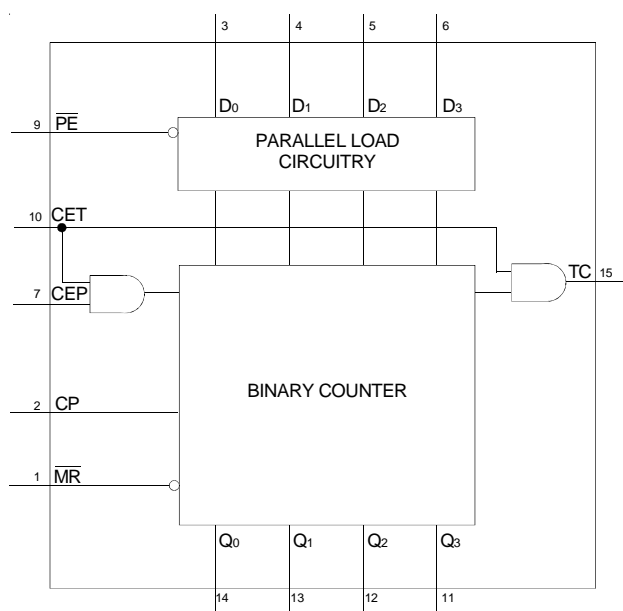 3 4 5 6
D0 D1 D2 D3
9 PE
PARALLEL LOAD
CIRCUITRY
10 CET
TC 15
7 CEP
BINARY COUNTER
2 CP
1 MR
Q0 Q1 Q2 Q3
14 13 12 11